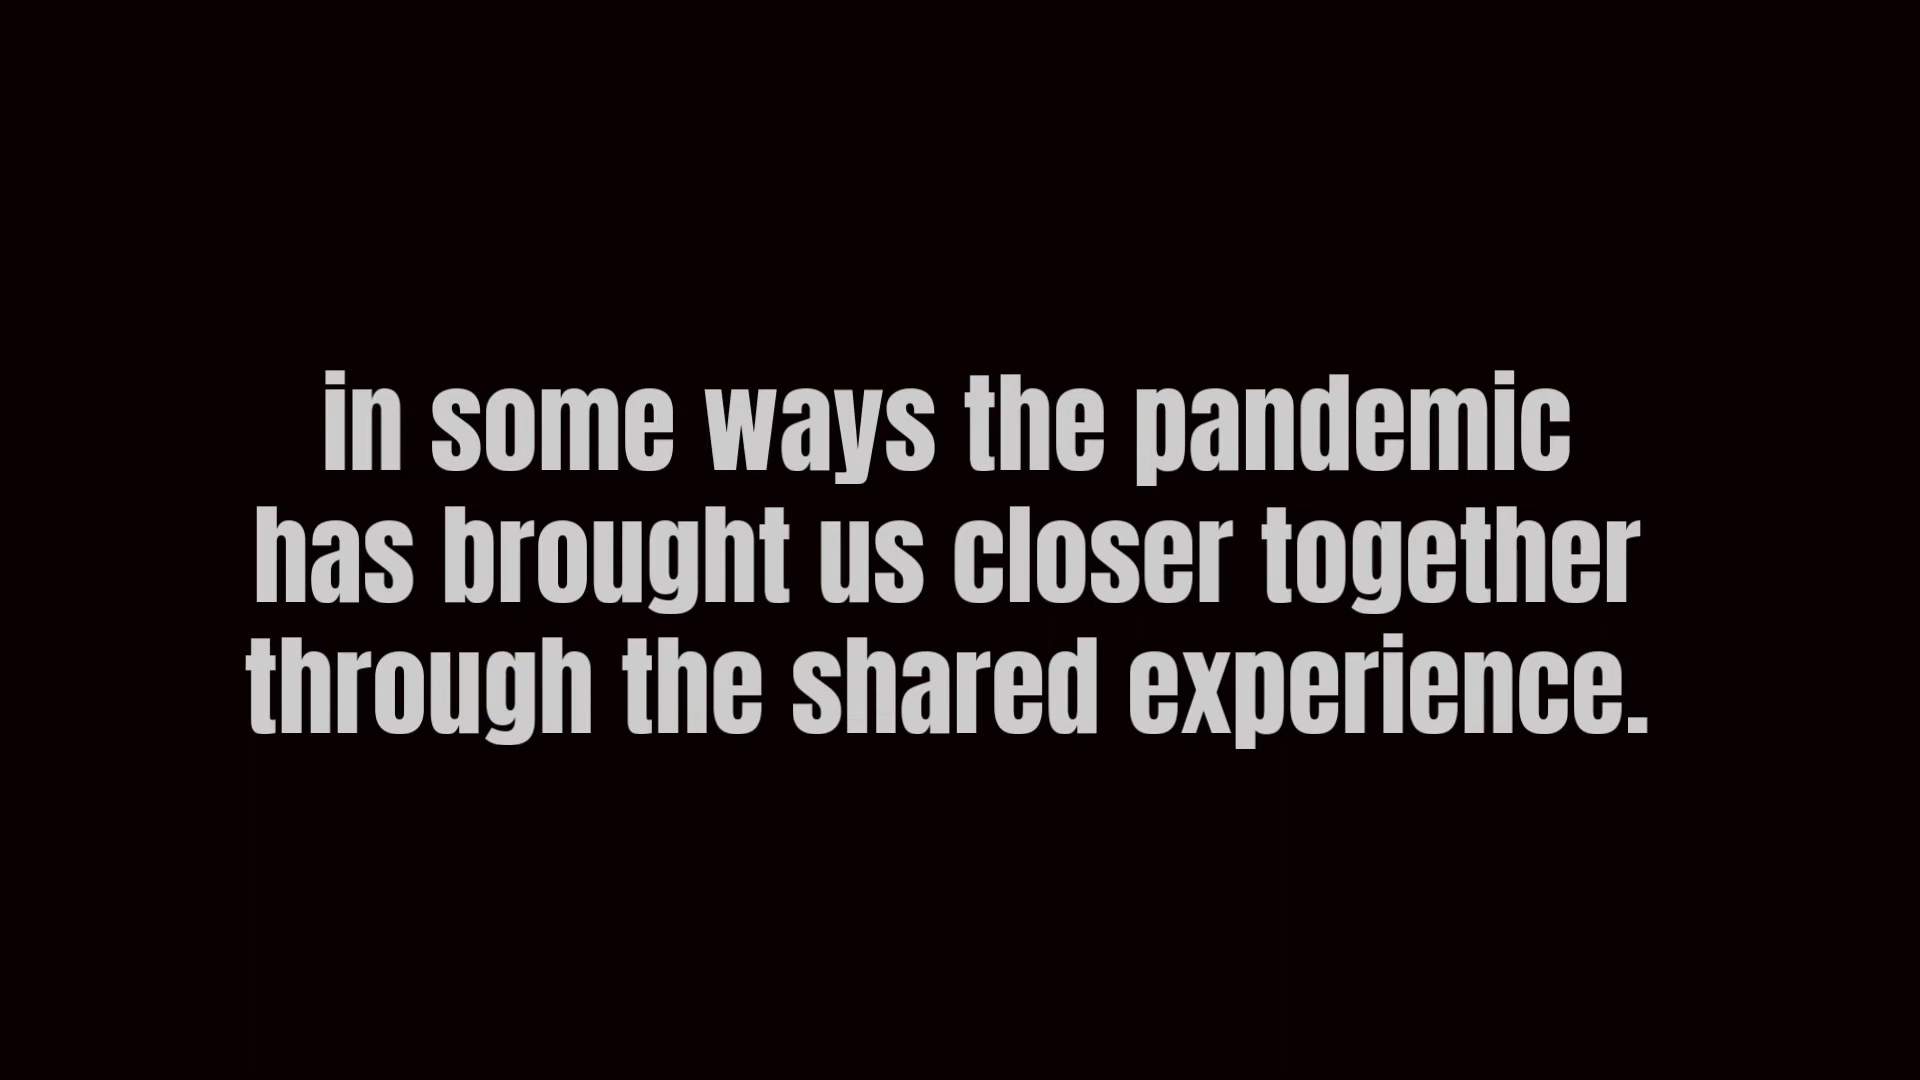 in some ways the pandemic
has brought us closer together
through the shared experience.